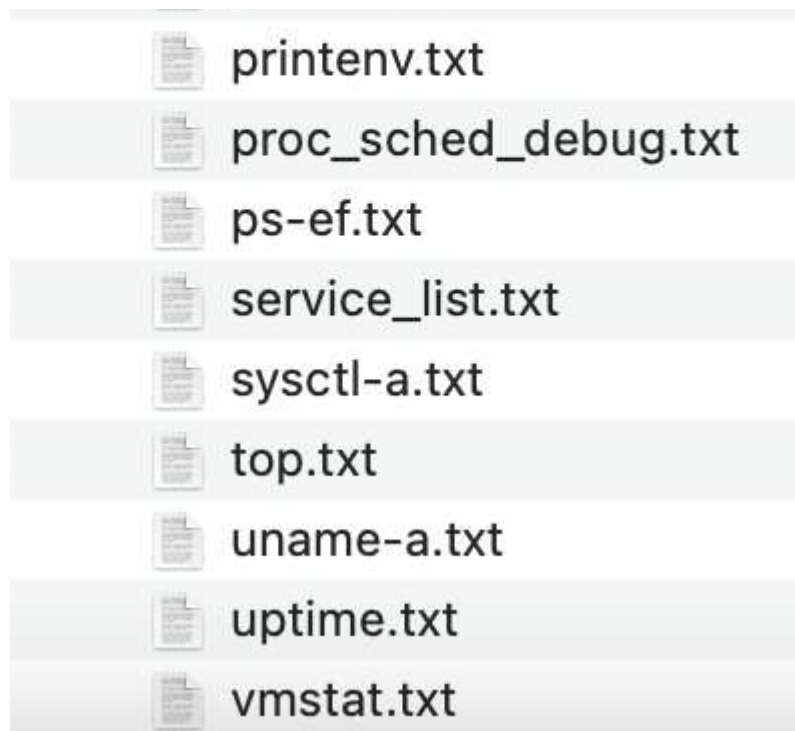 printenv.txt
proc_sched_debug.txt
ps-ef.txt
service_list.txt
sysctl-a.txt
top.txt
uname-a.txt
uptime.txt
vmstat.txt